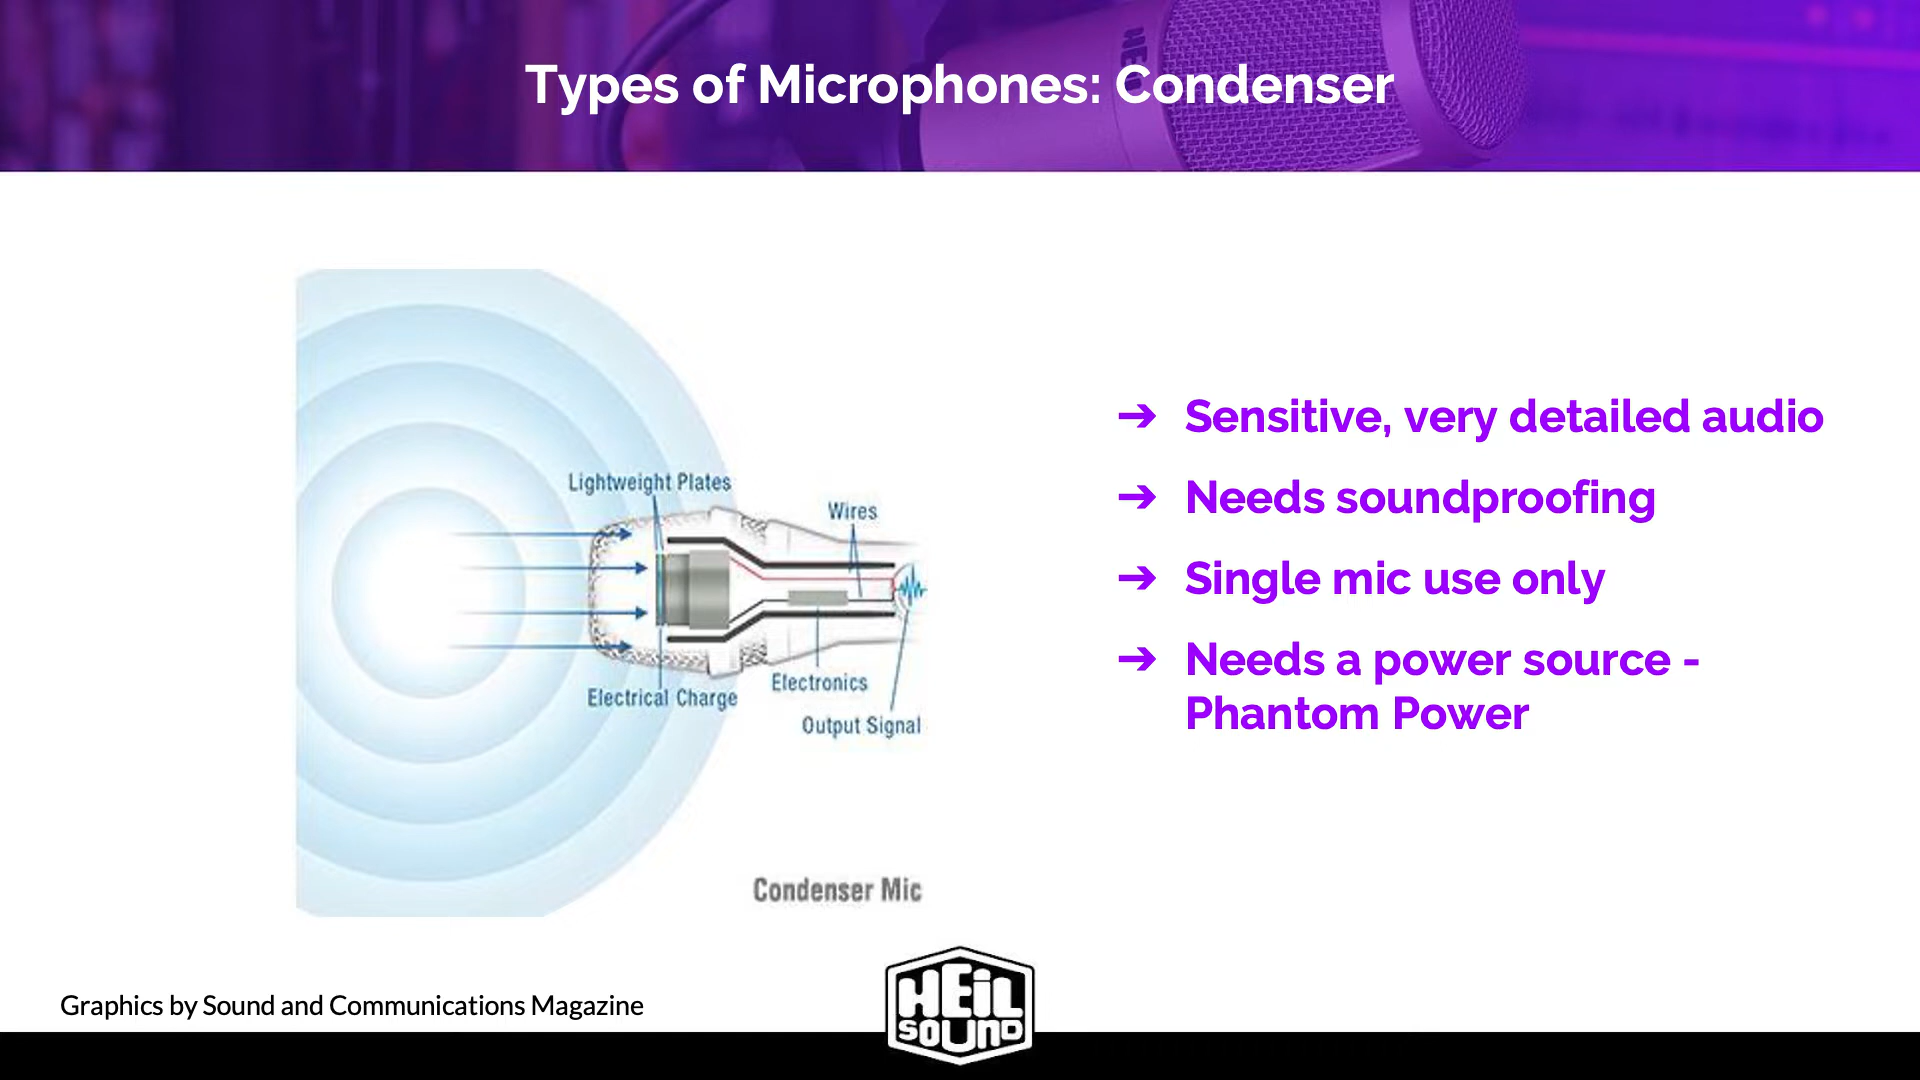 Types of Microphones: Condenser
➔ Sensitive, very detailed audio
➔ Needs soundproofing
➔ Single mic use only
➔ Needs a power source -
Phantom Power
Lightweight Plates
Wires
Electrical Charge
Electronics
Output Signal
Condenser Mic
Graphics by Sound and Communications Magazine
HEiL
SOUND